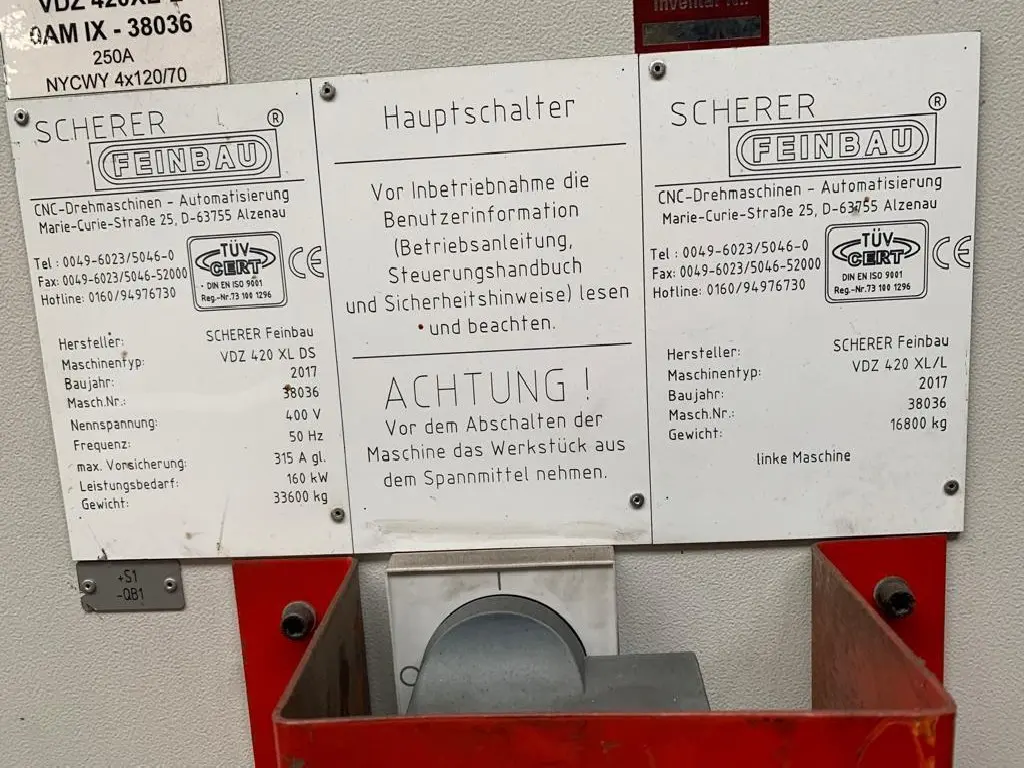 VDZ 420XL
0AM IX - 38036
250A
NYCWY 4x120/70
Inventar Nr.
SCHERER
®
FEINBAU
CNC-Drehmaschinen - Automatisierung
Marie-Curie-Straße 25, D-63755 Alzenau
Tel : 0049-6023/5046-0
Fax: 0049-6023/5046-52000
Hotline: 0160/94976730
TÜV
CERT
DIN EN ISO 9001
Reg.-Nr.73 100 1296
CE
Hersteller: SCHERER Feinbau
Maschinentyp: VDZ 420 XL DS
Baujahr: 2017
Masch.Nr.: 38036
Nennspannung: 400 V
Frequenz: 50 Hz
max. Vorsicherung: 315 A gl.
Leistungsbedarf: 160 kW
Gewicht: 33600 kg
Hauptschalter
Vor Inbetriebnahme die
Benutzerinformation
(Betriebsanleitung,
Steuerungshandbuch
und Sicherheitshinweise) lesen
und beachten.
ACHTUNG !
Vor dem Abschalten der
Maschine das Werkstück aus
dem Spannmittel nehmen.
SCHERER
®
FEINBAU
CNC-Drehmaschinen - Automatisierung
Marie-Curie-Straße 25, D-63755 Alzenau
Tel : 0049-6023/5046-0
Fax: 0049-6023/5046-52000
Hotline: 0160/94976730
TÜV
CERT
DIN EN ISO 9001
Reg.-Nr.73 100 1296
CE
Hersteller: SCHERER Feinbau
Maschinentyp: VDZ 420 XL/L
Baujahr: 2017
Masch.Nr.: 38036
Gewicht: 16800 kg
linke Maschine
+S1
-QB1